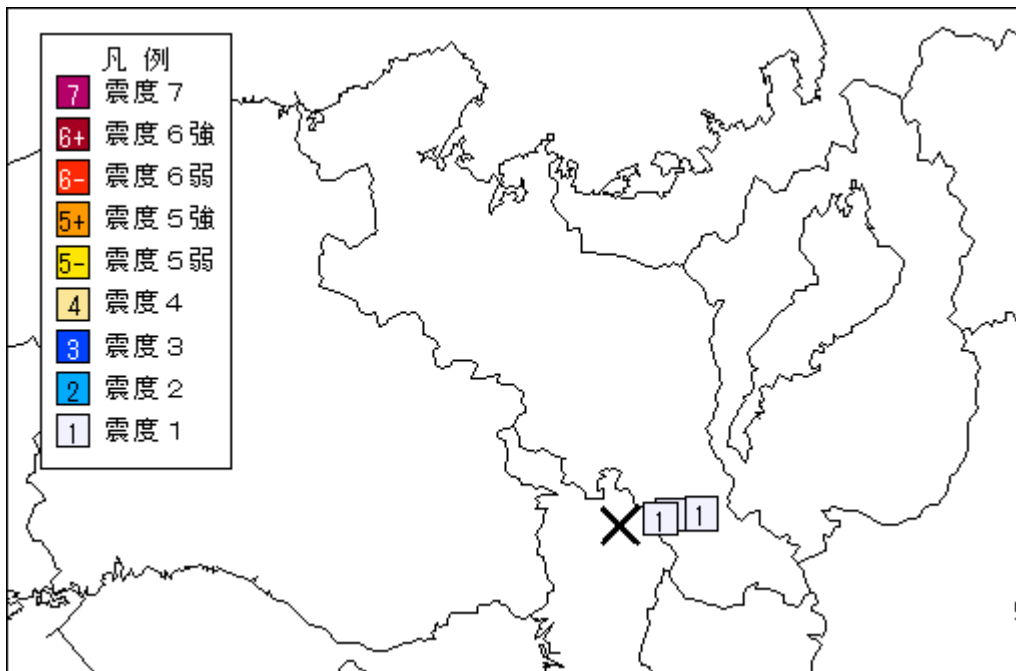 凡例
7 震度７
6+ 震度６強
6- 震度６弱
5+ 震度５強
5- 震度５弱
4 震度４
3 震度３
2 震度２
1 震度１
1 1